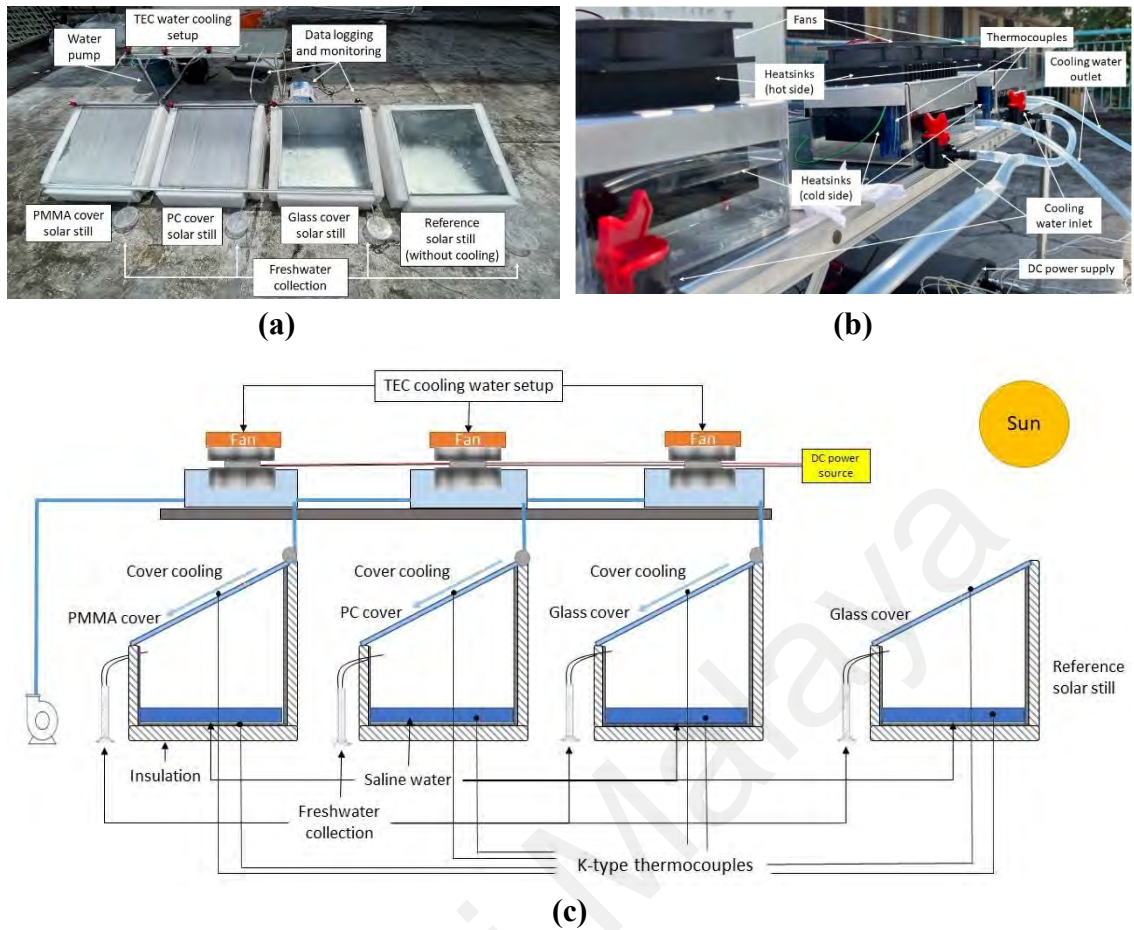 TEC water cooling
setup
Water
pump
Data logging
and monitoring
PMMA cover
solar still
PC cover
solar still
Glass cover
solar still
Reference
solar still
(without cooling)
Freshwater
collection
(a)
Fans
Thermocouples
Cooling water
outlet
Heatsinks
(hot side)
Heatsinks
(cold side)
Cooling
water inlet
DC power supply
(b)
TEC cooling water setup
Sun
Fan
Fan
Fan
DC power
source
Cover cooling
Cover cooling
Cover cooling
PMMA cover
PC cover
Glass cover
Glass cover
Reference
solar still
Insulation
Saline water
Freshwater
collection
K-type thermocouples
(c)
i Malaya